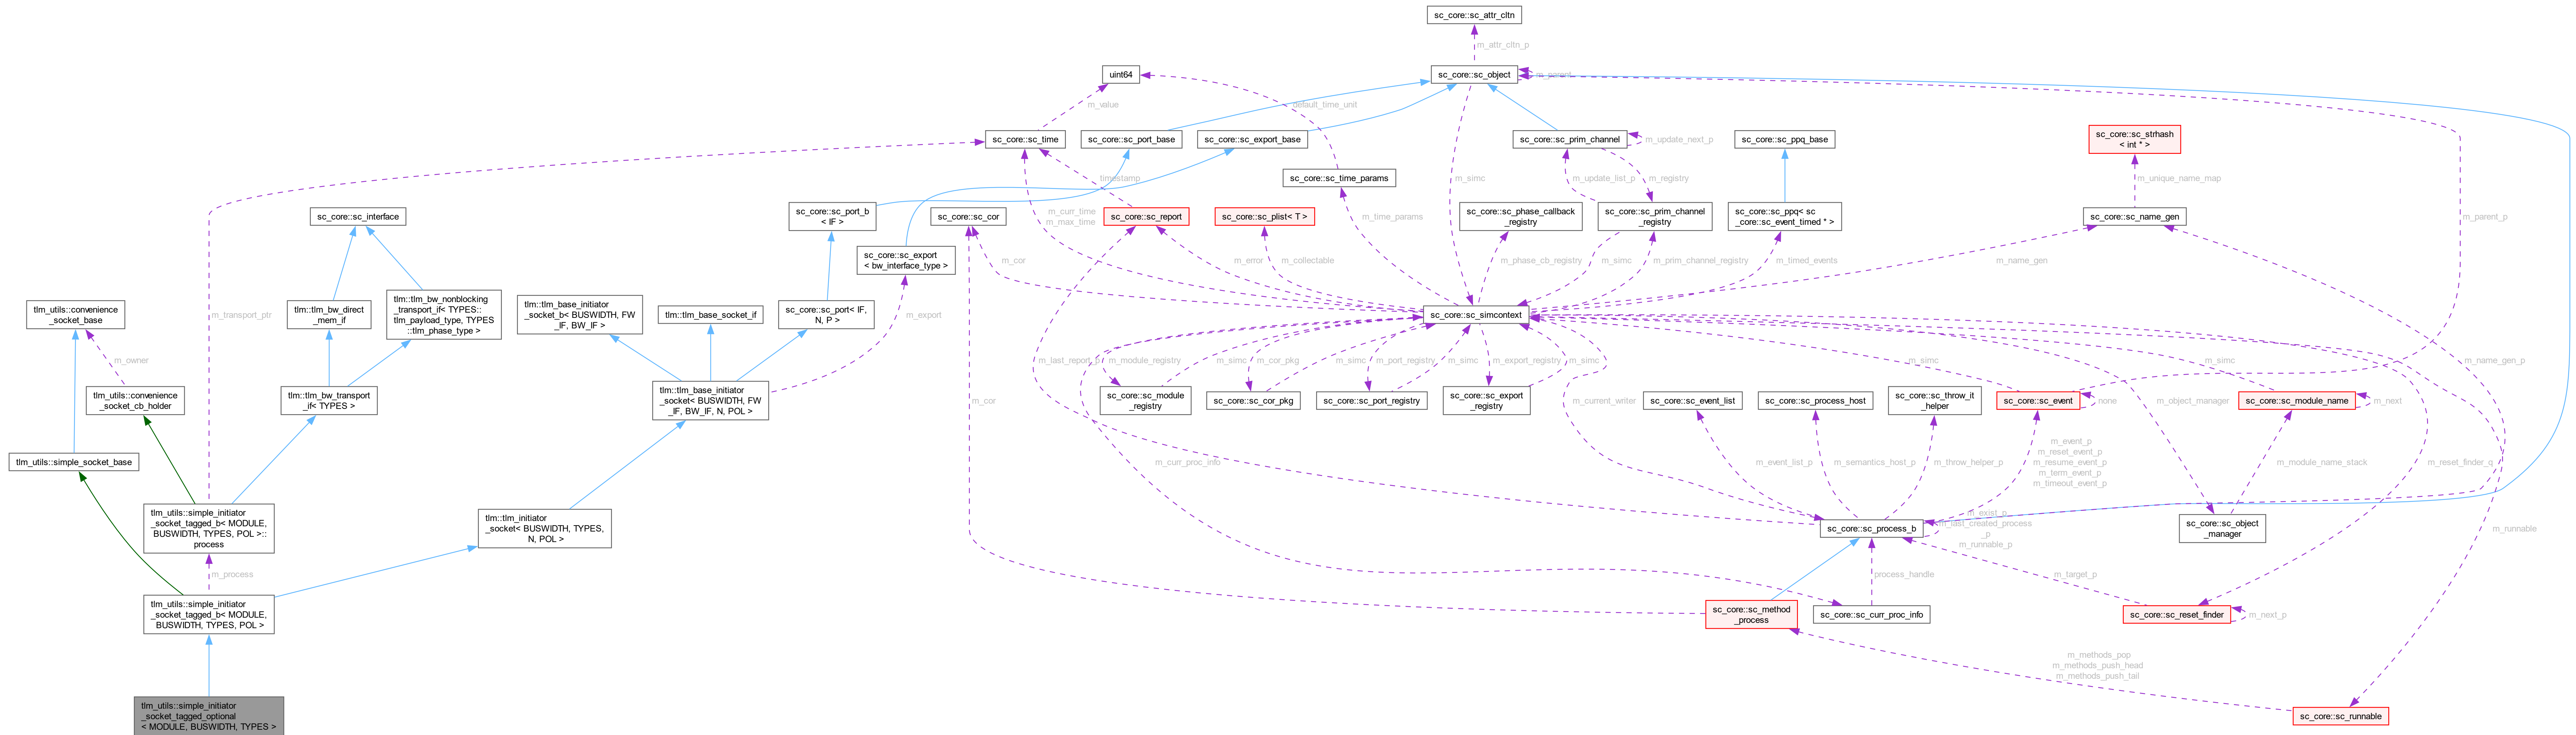 sc_core::sc_attr_cltn
m_attr_cltn_p
uint64
sc_core::sc_object
m_parent
m_value
default_time_unit
sc_core::sc_time
sc_core::sc_port_base
sc_core::sc_export_base
m_simc
sc_core::sc_prim_channel
m_update_next_p
sc_core::sc_ppq_base
sc_core::sc_strhash
< int * >
timestamp
sc_core::sc_time_params
m_update_list_p
m_registry
m_unique_name_map
sc_core::sc_interface
sc_core::sc_port_b
< IF >
sc_core::sc_cor
m_curr_time
m_max_time
sc_core::sc_report
sc_core::sc_plist< T >
m_time_params
sc_core::sc_phase_callback
_registry
sc_core::sc_prim_channel
_registry
sc_core::sc_ppq< sc
_core::sc_event_timed * >
sc_core::sc_name_gen
m_parent_p
sc_core::sc_export
< bw_interface_type >
m_cor
m_error
m_collectable
m_phase_cb_registry
m_simc
m_prim_channel_registry
m_timed_events
m_name_gen
tlm_utils::convenience
_socket_base
m_transport_ptr
tlm::tlm_bw_direct
_mem_if
tlm::tlm_bw_nonblocking
_transport_if< TYPES::
tlm_payload_type, TYPES
::tlm_phase_type >
tlm::tlm_base_initiator
_socket_b< BUSWIDTH, FW
_IF, BW_IF >
tlm::tlm_base_socket_if
sc_core::sc_port< IF,
N, P >
m_export
sc_core::sc_simcontext
m_owner
m_last_report_p
m_module_registry
m_simc
m_cor_pkg
m_simc
m_port_registry
m_simc
m_export_registry
m_simc
m_simc
m_simc
m_name_gen_p
tlm_utils::convenience
_socket_cb_holder
tlm::tlm_bw_transport
_if< TYPES >
tlm::tlm_base_initiator
_socket< BUSWIDTH, FW
_IF, BW_IF, N, POL >
m_cor
sc_core::sc_module
_registry
sc_core::sc_cor_pkg
sc_core::sc_port_registry
sc_core::sc_export
_registry
m_current_writer
sc_core::sc_event_list
sc_core::sc_process_host
sc_core::sc_throw_it
_helper
sc_core::sc_event
none
m_object_manager
sc_core::sc_module_name
m_next
tlm_utils::simple_socket_base
m_curr_proc_info
m_event_list_p
m_semantics_host_p
m_throw_helper_p
m_event_p
m_reset_event_p
m_resume_event_p
m_term_event_p
m_timeout_event_p
m_module_name_stack
m_reset_finder_q
tlm_utils::simple_initiator
_socket_tagged_b< MODULE,
BUSWIDTH, TYPES, POL >::
process
tlm::tlm_initiator
_socket< BUSWIDTH, TYPES,
N, POL >
sc_core::sc_process_b
m_exist_p
m_last_created_process
_p
m_runnable_p
sc_core::sc_object
_manager
m_runnable
m_process
process_handle
m_target_p
tlm_utils::simple_initiator
_socket_tagged_b< MODULE,
BUSWIDTH, TYPES, POL >
sc_core::sc_method
_process
sc_core::sc_curr_proc_info
sc_core::sc_reset_finder
m_next_p
m_methods_pop
m_methods_push_head
m_methods_push_tail
tlm_utils::simple_initiator
_socket_tagged_optional
< MODULE, BUSWIDTH, TYPES >
sc_core::sc_runnable